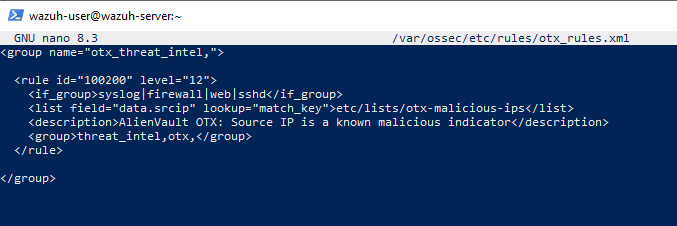 wazuh-user@wazuh-server:~
GNU nano 8.3 /var/ossec/etc/rules/otx_rules.xml
<group name="otx_threat_intel,">
<rule id="100200" level="12">
<if_group>syslog|firewall|web|sshd</if_group>
<list field="data.srcip" lookup="match_key">etc/lists/otx-malicious-ips</list>
<description>AlienVault OTX: Source IP is a known malicious indicator</description>
<group>threat_intel,otx,</group>
</rule>
</group>